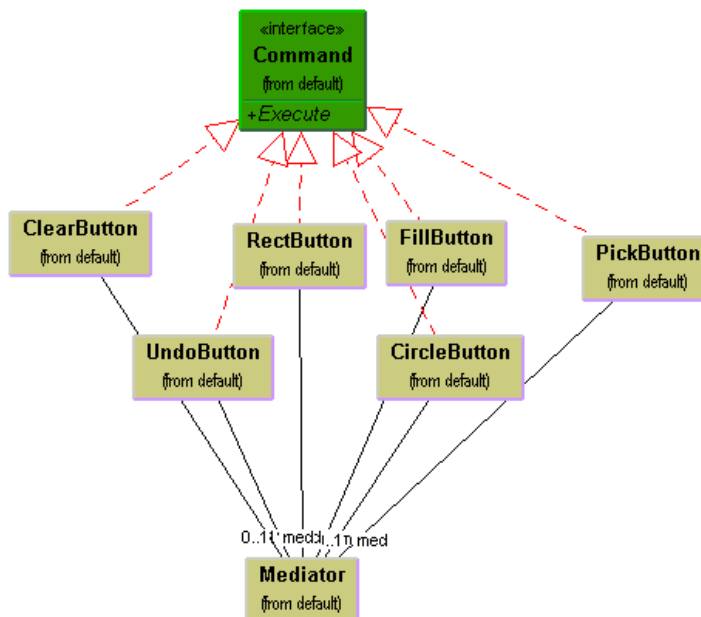 «interface»
Command
(from default)
+Execute
ClearButton
(from default)
RectButton
(from default)
FillButton
(from default)
PickButton
(from default)
UndoButton
(from default)
CircleButton
(from default)
med
Mediator
(from default)